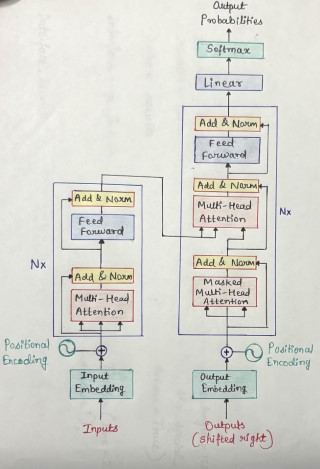 Output
Probabilities
Softmax
Linear
Add & Norm
Feed
Forward
Add & Norm
Multi-Head
Attention
Nx
Add & Norm
Masked
Multi-Head
Attention
Positional
Encoding
Output
Embedding
Outputs
(shifted right)
Add & Norm
Feed
Forward
Nx
Add & Norm
Multi-Head
Attention
Positional
Encoding
Input
Embedding
Inputs